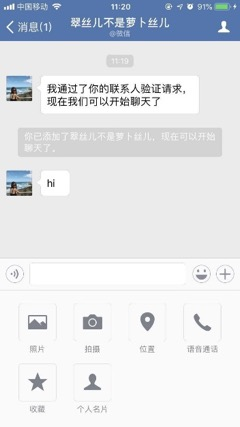 中国移动 11:20 91%
消息(1) 翠丝儿不是萝卜丝儿
@微信
11:19
我通过了你的联系人验证请求，
现在我们可以开始聊天了
你已添加了翠丝儿不是萝卜丝儿，现在可以开始
聊天了。
hi
照片 拍摄 位置 语音通话
收藏 个人名片